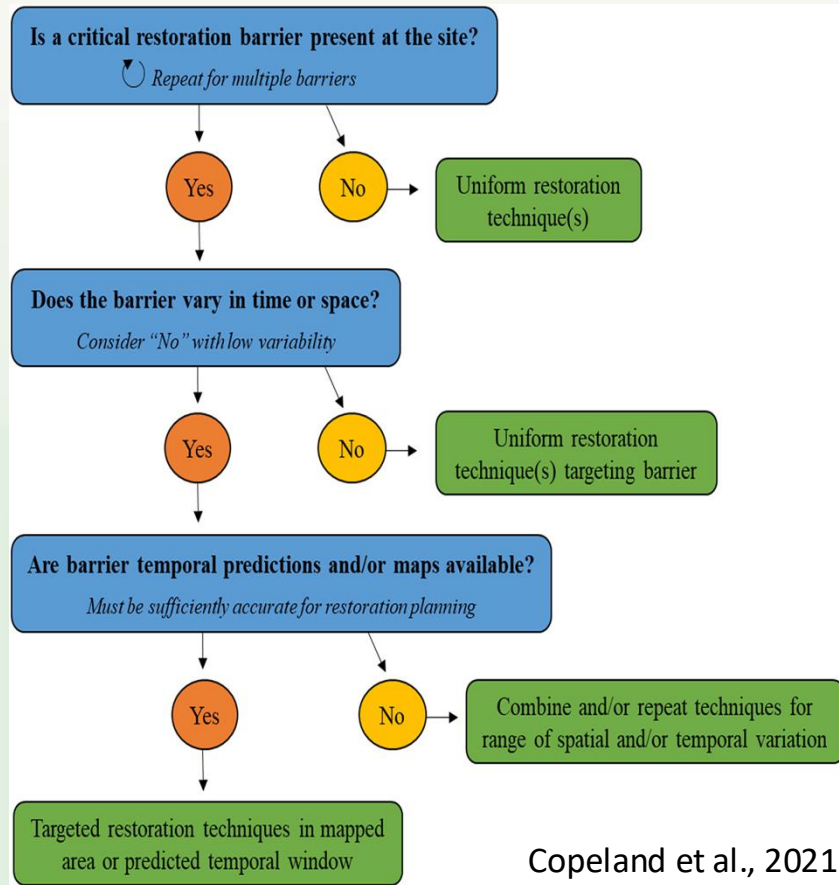 Is a critical restoration barrier present at the site?
Repeat for multiple barriers
Yes
No
Uniform restoration
technique(s)
Does the barrier vary in time or space?
Consider “No” with low variability
Yes
No
Uniform restoration
technique(s) targeting barrier
Are barrier temporal predictions and/or maps available?
Must be sufficiently accurate for restoration planning
Yes
No
Combine and/or repeat techniques for
range of spatial and/or temporal variation
Targeted restoration techniques in mapped
area or predicted temporal window
Copeland et al., 2021